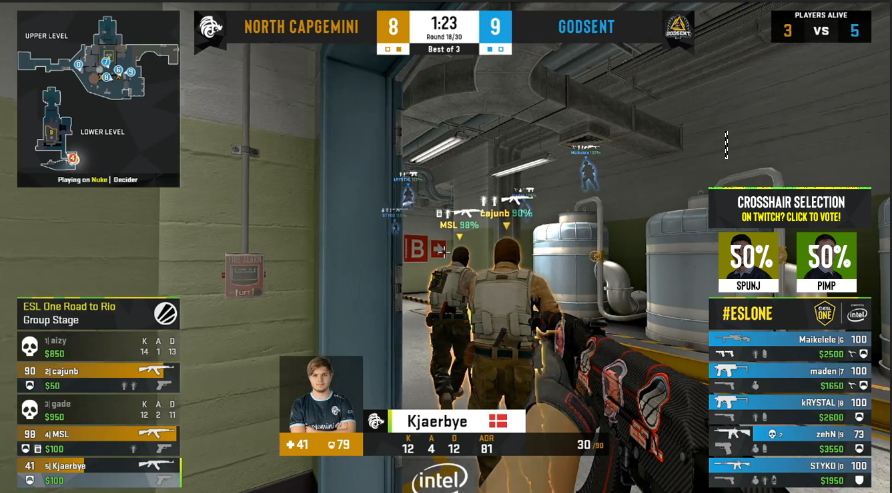 UPPER LEVEL
LOWER LEVEL
Playing on Nuke | Decider
NORTH CAPGEMINI
8
1:23
Round 18/30
9
Best of 3
GODSENT
GODSENT
PLAYERS ALIVE
3 VS 5
MSL 98%
cajunb 90%
B
CROSSHAIR SELECTION
ON TWITCH? CLICK TO VOTE!
50%
50%
SPUNJ
PIMP
ESL One Road to Rio
Group Stage
1| aizy
K A D
$850
14 1 13
90 2| cajunb
$50
3| gade
K A D
$950
12 2 11
98 4| MSL
$100
41 5| Kjaerbye
$100
Kjaerbye
41 79
K A D ADR
12 4 12 81
30 /90
intel
#ESLONE
ESL ONE
intel
Maikelele |6 100
$2500
maden |7 100
$1650
kRYSTAL |8 100
$2600
zehN |9 73
$3550
STYKO |0 100
$1950